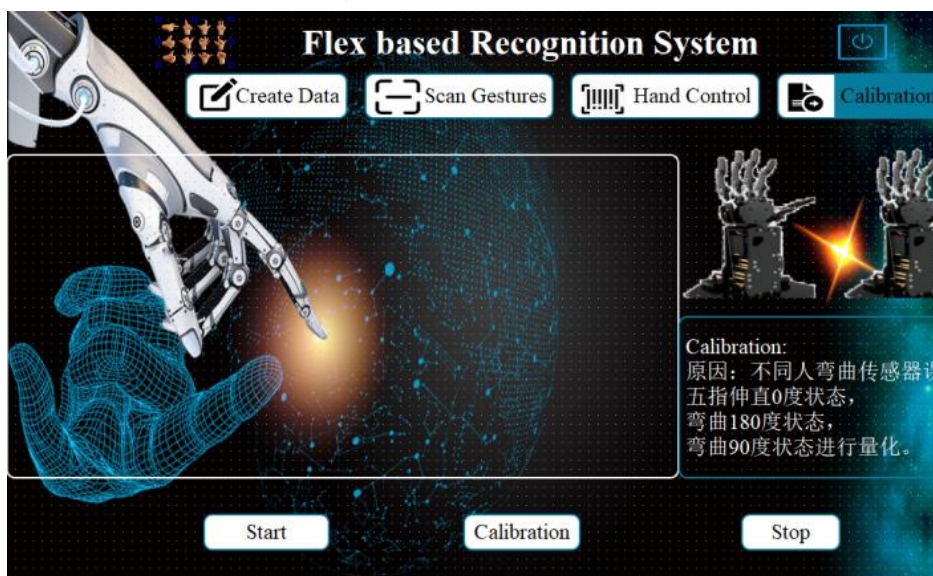 Flex based Recognition System
Create Data
Scan Gestures
Hand Control
Calibration
Calibration:
原因：不同人弯曲传感器误
五指伸直0度状态，
弯曲180度状态，
弯曲90度状态进行量化。
Start
Calibration
Stop